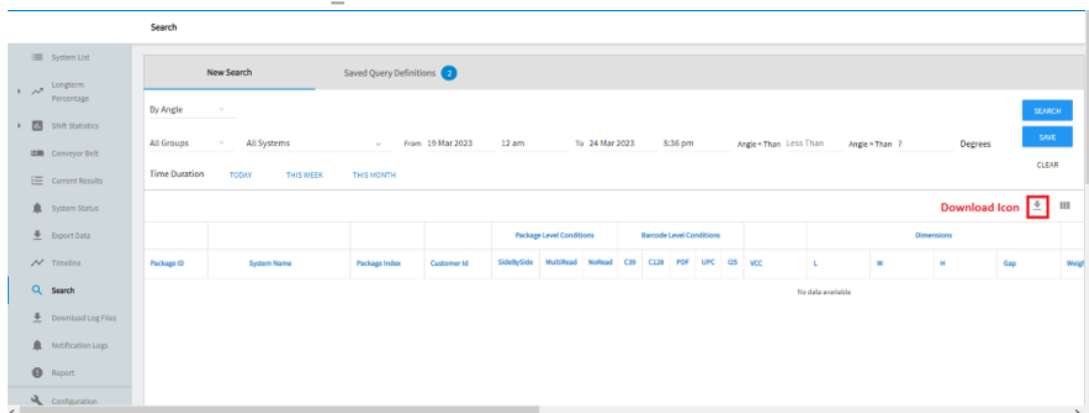 Search
System List
Longterm
Percentage
Shift Statistics
Conveyor Belt
Current Results
System Status
Export Data
Timeline
Search
Download Log Files
Notification Logs
Report
Configuration
New Search
Saved Query Definitions 2
By Angle
SEARCH
All Groups All Systems From 19 Mar 2023 12 am To 24 Mar 2023 5:36 pm Angle < Than Less Than Angle > Than 7 Degrees
SAVE
CLEAR
Time Duration TODAY THIS WEEK THIS MONTH
Download Icon
Package Level Conditions Barcode Level Conditions Dimensions
Package ID System Name Package Index Customer Id SideBySide MultiRead NoRead C39 C128 PDF UPC I25 VCC L W H Gap Weigh
No data available